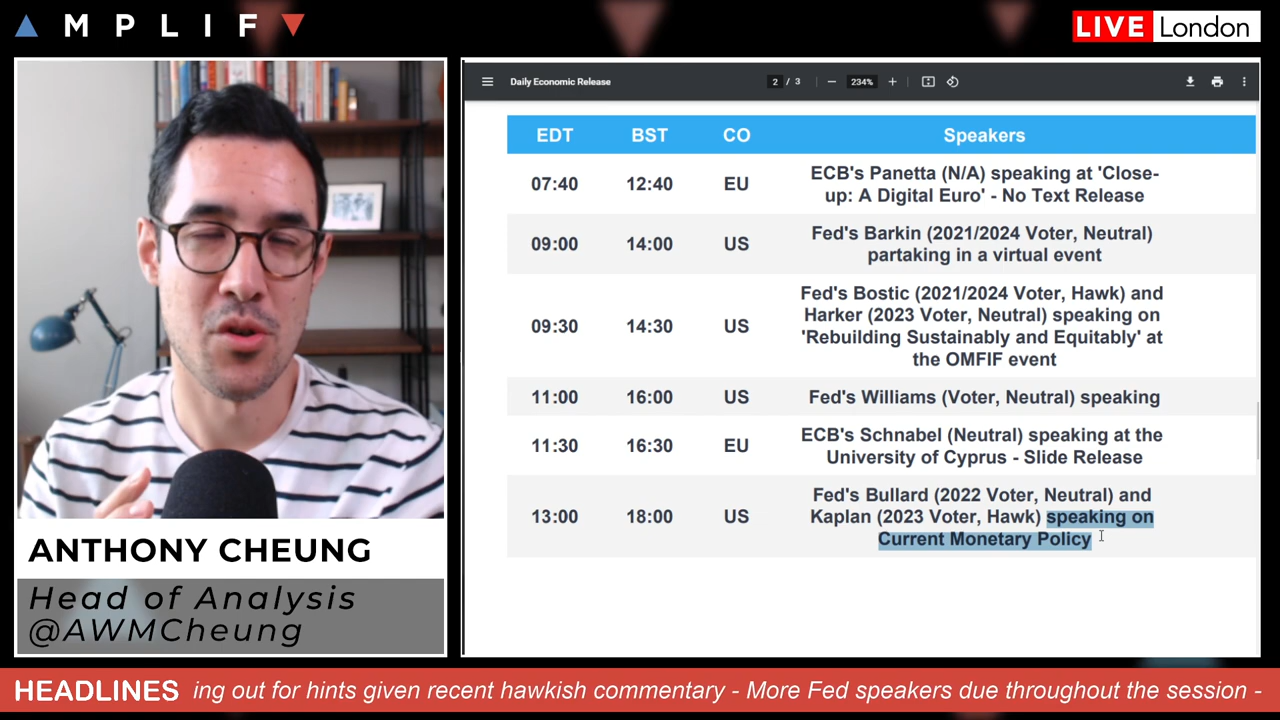 MPLIF
LIVE London
Daily Economic Release
2 / 3
234%
EDT BST CO Speakers
07:40 12:40 EU ECB's Panetta (N/A) speaking at 'Close-
up: A Digital Euro' - No Text Release
09:00 14:00 US Fed's Barkin (2021/2024 Voter, Neutral)
partaking in a virtual event
09:30 14:30 US Fed's Bostic (2021/2024 Voter, Hawk) and
Harker (2023 Voter, Neutral) speaking on
'Rebuilding Sustainably and Equitably' at
the OMFIF event
11:00 16:00 US Fed's Williams (Voter, Neutral) speaking
11:30 16:30 EU ECB's Schnabel (Neutral) speaking at the
University of Cyprus - Slide Release
13:00 18:00 US Fed's Bullard (2022 Voter, Neutral) and
Kaplan (2023 Voter, Hawk) speaking on
Current Monetary Policy
ANTHONY CHEUNG
Head of Analysis
@AWMCheung
HEADLINES ing out for hints given recent hawkish commentary - More Fed speakers due throughout the session -